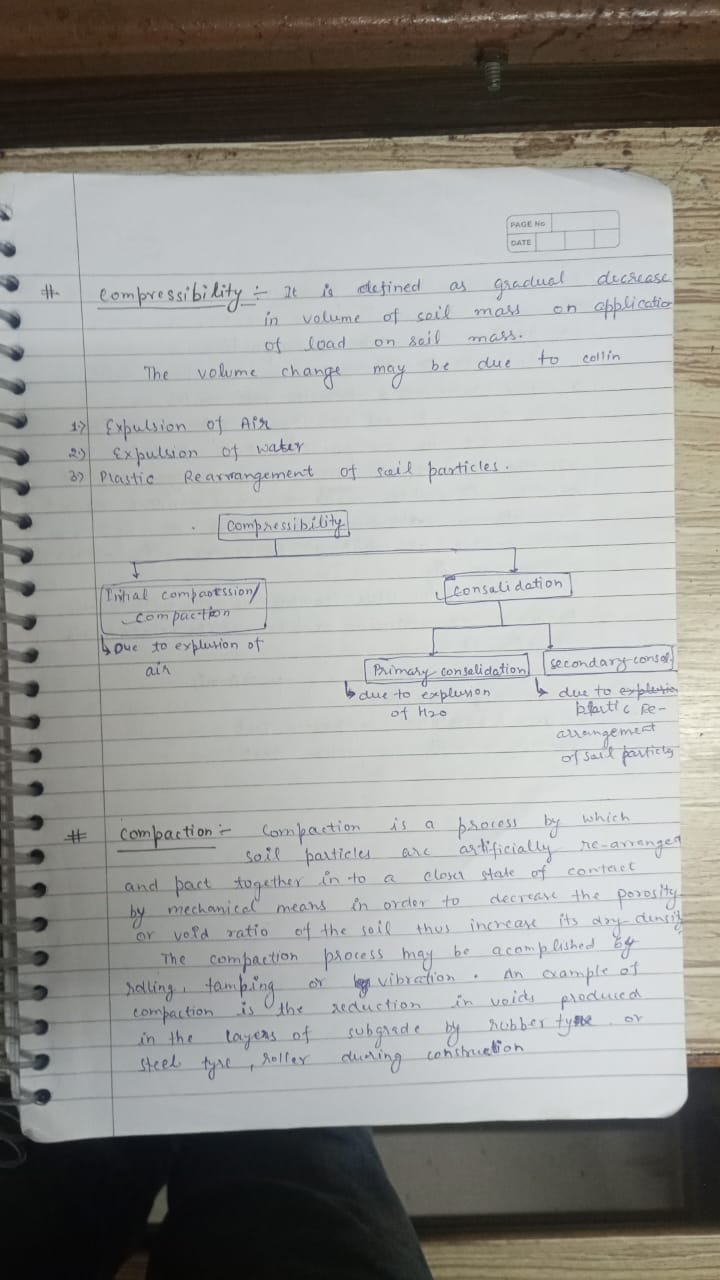 PAGE No
DATE
# Compressibility :- It is defined as gradual decrease
in volume of soil mass on application
of load on soil mass.
The volume change may be due to collin
1) Expulsion of Air
2) Expulsion of water
3) Plastic Rearrangement of soil particles.
Compressibility
Initial compression/
compaction
Due to explusion of
air
Consalidation
Primary consalidation
due to explusion
of H2O
Secondary consol
due to explusion
plastic re-
arrangement
of soil particles
# Compaction :- Compaction is a process by which
soil particles are artificially re-arranged
and pact together in to a closer state of contact
by mechanical means in order to decrease the porosity
or void ratio of the soil thus increase its dry density
The compaction process may be acomplished by
rolling, tamping or by vibration. An example of
compaction is the reduction in voids produced
in the layers of subgrade by rubber tyre or
steel tyre, roller during construction